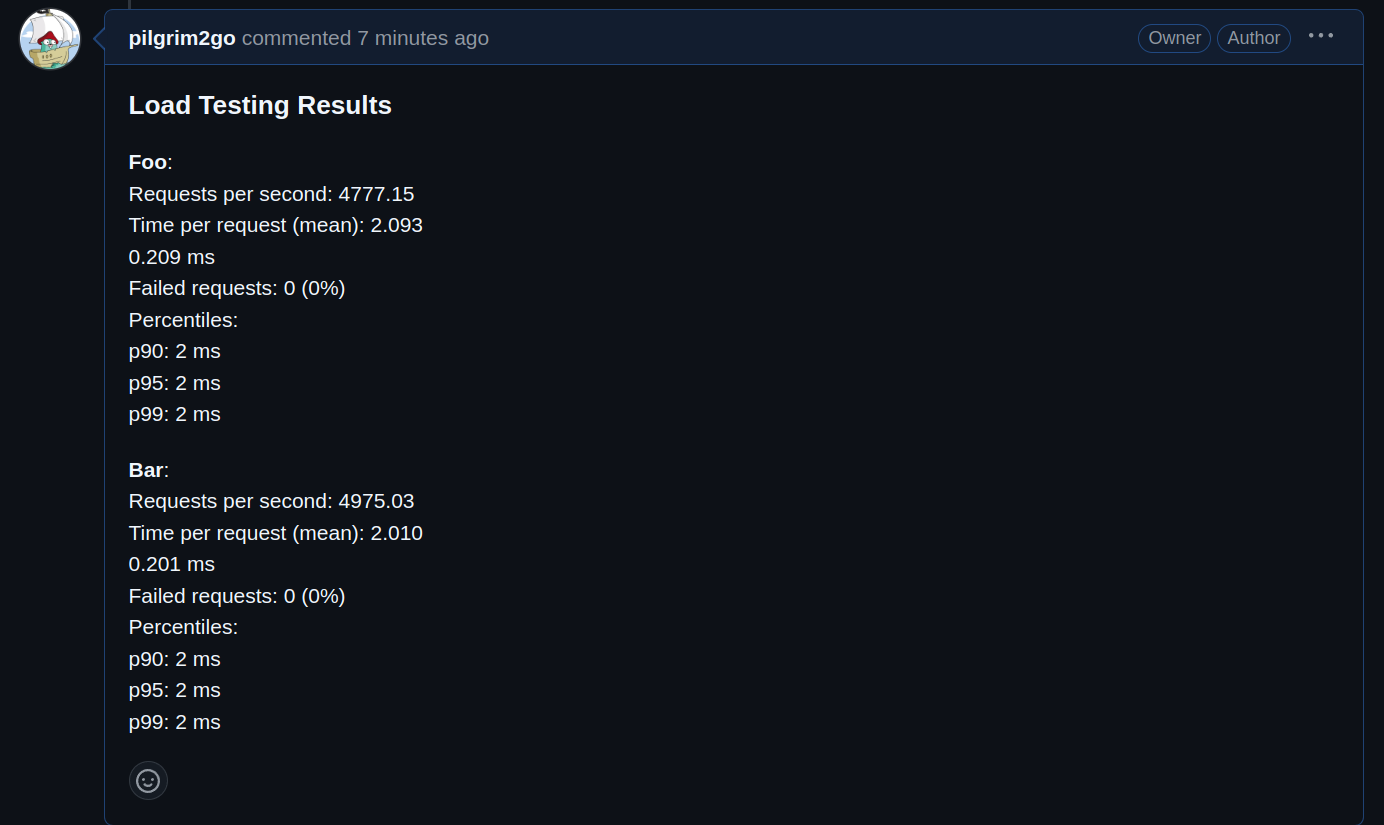 pilgrim2go commented 7 minutes ago Owner Author
Load Testing Results
Foo:
Requests per second: 4777.15
Time per request (mean): 2.093
0.209 ms
Failed requests: 0 (0%)
Percentiles:
p90: 2 ms
p95: 2 ms
p99: 2 ms
Bar:
Requests per second: 4975.03
Time per request (mean): 2.010
0.201 ms
Failed requests: 0 (0%)
Percentiles:
p90: 2 ms
p95: 2 ms
p99: 2 ms